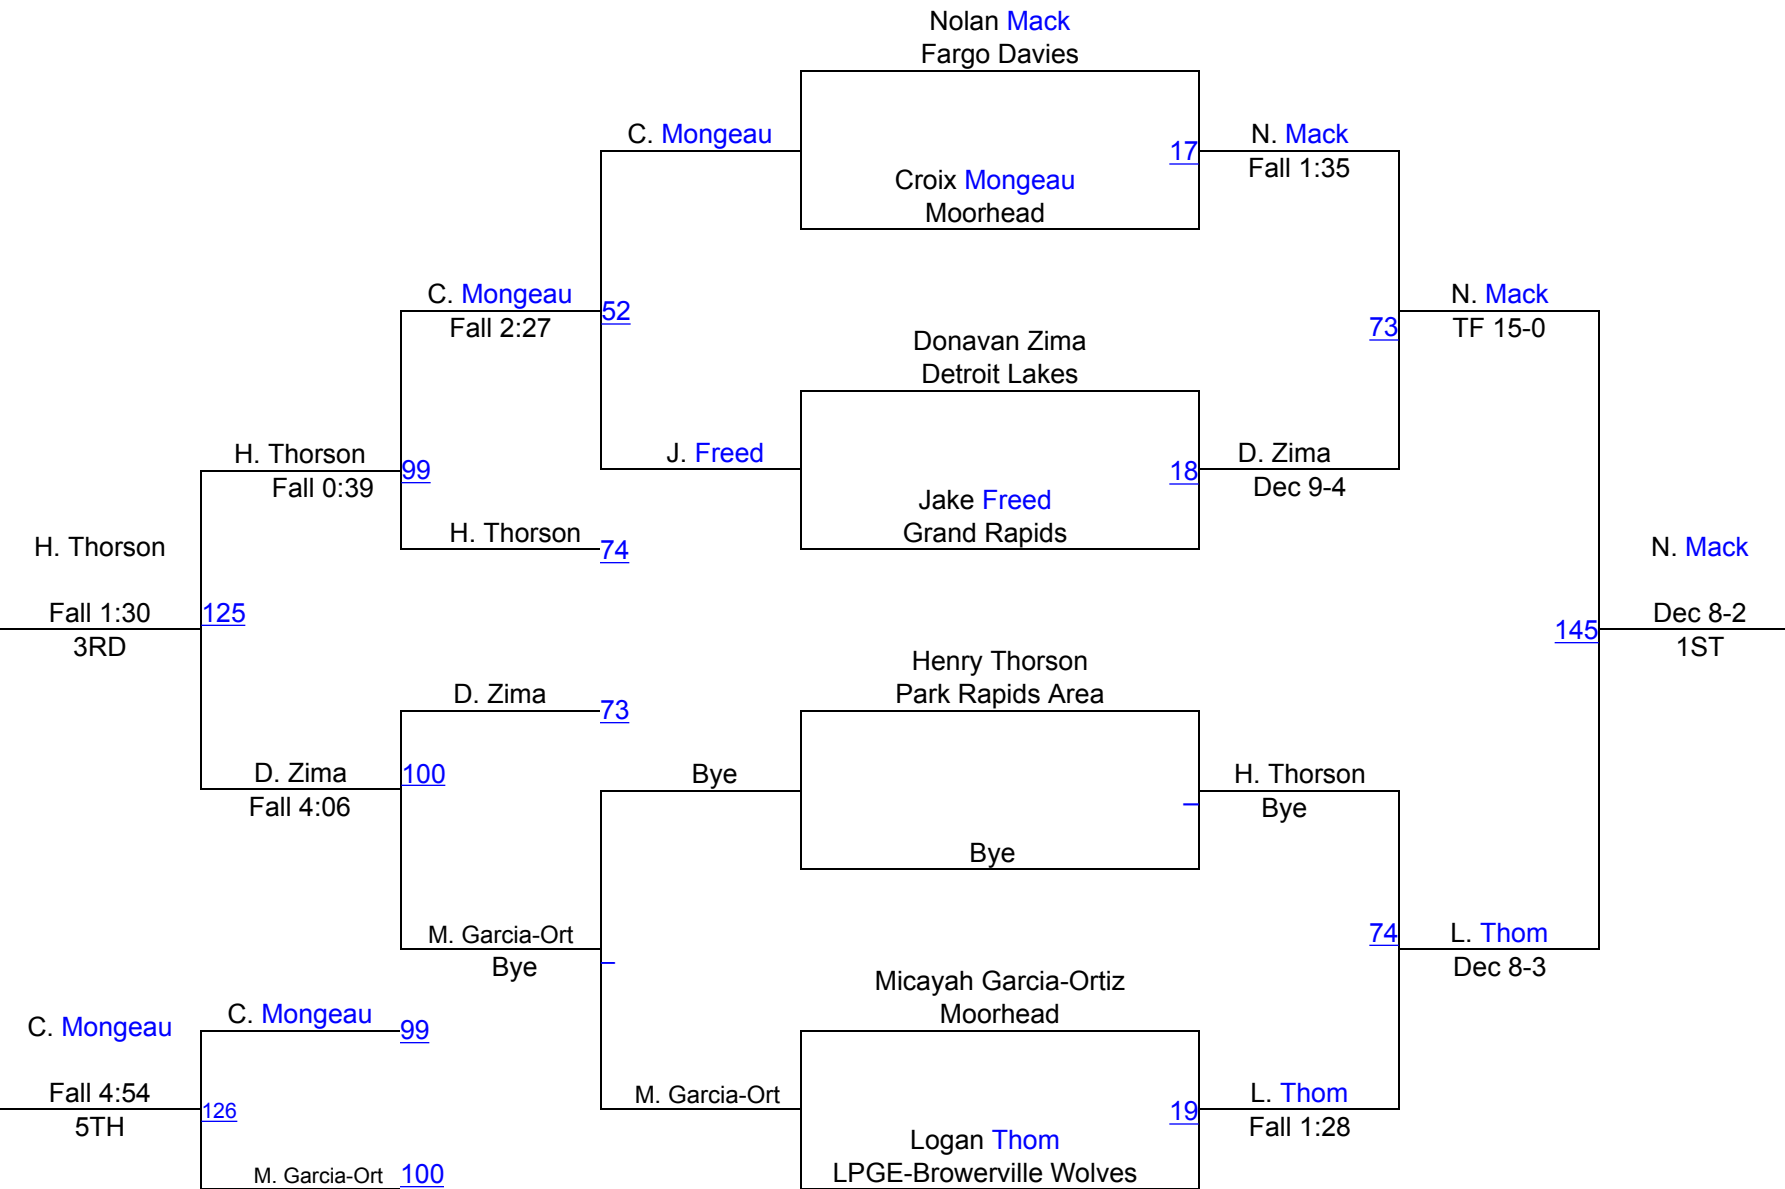 Nolan Mack
Fargo Davies
C. Mongeau
17
N. Mack
Fall 1:35
Croix Mongeau
Moorhead
C. Mongeau
Fall 2:27
52
N. Mack
TF 15-0
73
Donavan Zima
Detroit Lakes
H. Thorson
Fall 0:39
99
J. Freed
18
D. Zima
Dec 9-4
Jake Freed
Grand Rapids
H. Thorson
74
H. Thorson
Fall 1:30
3RD
125
N. Mack
Dec 8-2
1ST
145
Henry Thorson
Park Rapids Area
D. Zima
73
D. Zima
Fall 4:06
100
Bye
H. Thorson
Bye
Bye
M. Garcia-Ort
Bye
74
L. Thom
Dec 8-3
Micayah Garcia-Ortiz
Moorhead
C. Mongeau
Fall 4:54
5TH
C. Mongeau
99
126
M. Garcia-Ort
19
L. Thom
Fall 1:28
Logan Thom
LPGE-Browerville Wolves
M. Garcia-Ort
100